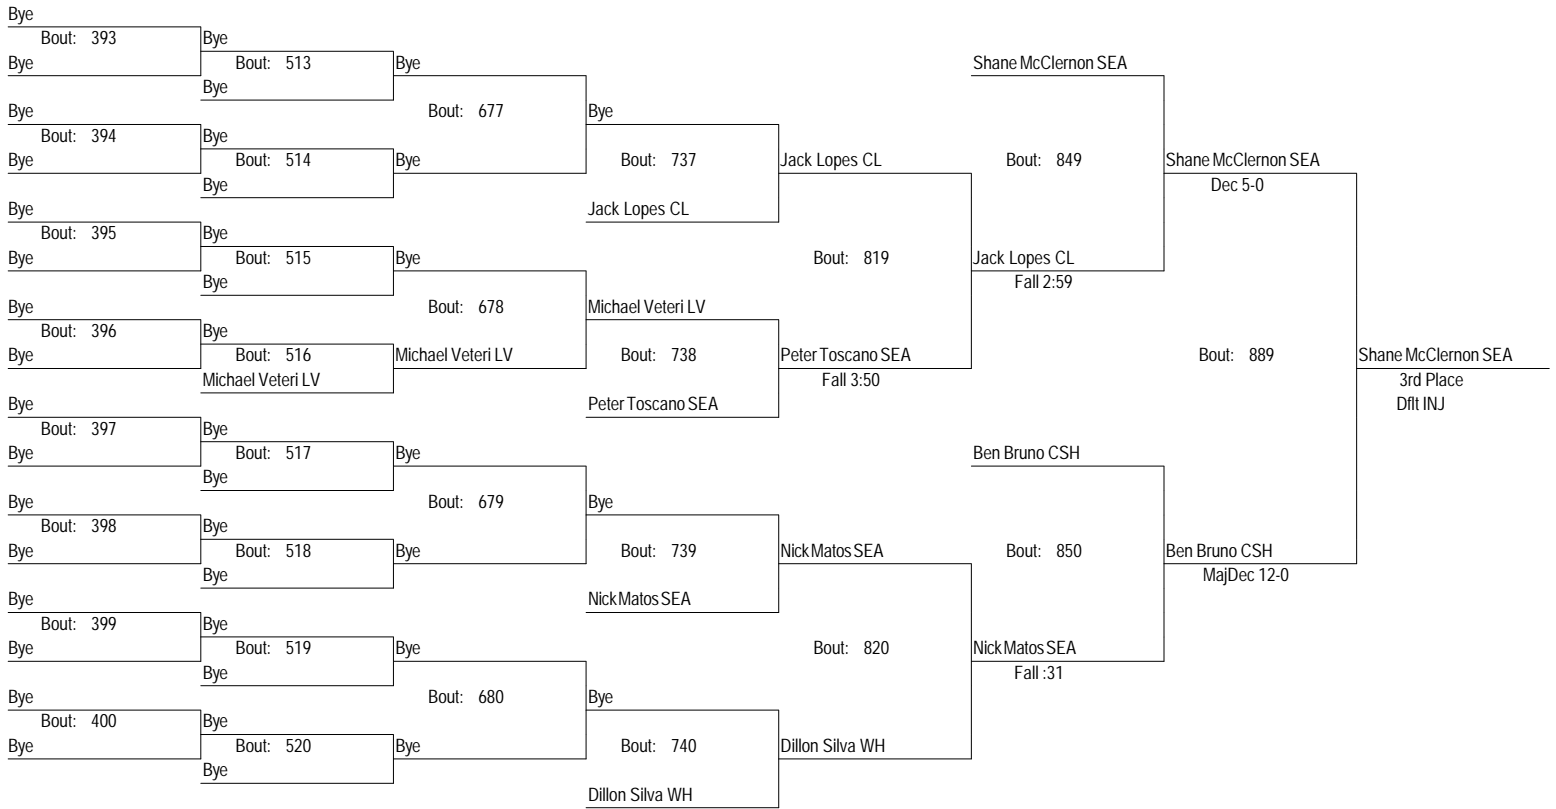 Bye
Bout: 393
Bye
Bye
Bout: 394
Bye
Bye
Bout: 395
Bye
Bye
Bout: 396
Bye
Bye
Bout: 397
Bye
Bye
Bout: 398
Bye
Bye
Bout: 399
Bye
Bye
Bout: 400
Bye
Bye
Bout: 513
Bye
Bye
Bout: 514
Bye
Bye
Bout: 515
Bye
Bye
Bout: 516
Michael Veteri LV
Bye
Bout: 517
Bye
Bye
Bout: 518
Bye
Bye
Bout: 519
Bye
Bye
Bout: 520
Bye
Bye
Bout: 677
Bye
Bye
Bout: 678
Michael Veteri LV
Bye
Bout: 679
Bye
Bye
Bout: 680
Bye
Bye
Bout: 737
Jack Lopes CL
Michael Veteri LV
Bout: 738
Peter Toscano SEA
Bye
Bout: 739
Nick Matos SEA
Bye
Bout: 740
Dillon Silva WH
Jack Lopes CL
Bout: 819
Peter Toscano SEA
Fall 3:50
Nick Matos SEA
Bout: 820
Dillon Silva WH
Shane McClernon SEA
Bout: 849
Jack Lopes CL
Fall 2:59
Ben Bruno CSH
Bout: 850
Nick Matos SEA
Fall :31
Shane McClernon SEA
Dec 5-0
Bout: 889
Ben Bruno CSH
MajDec 12-0
Shane McClernon SEA
3rd Place
Dflt INJ